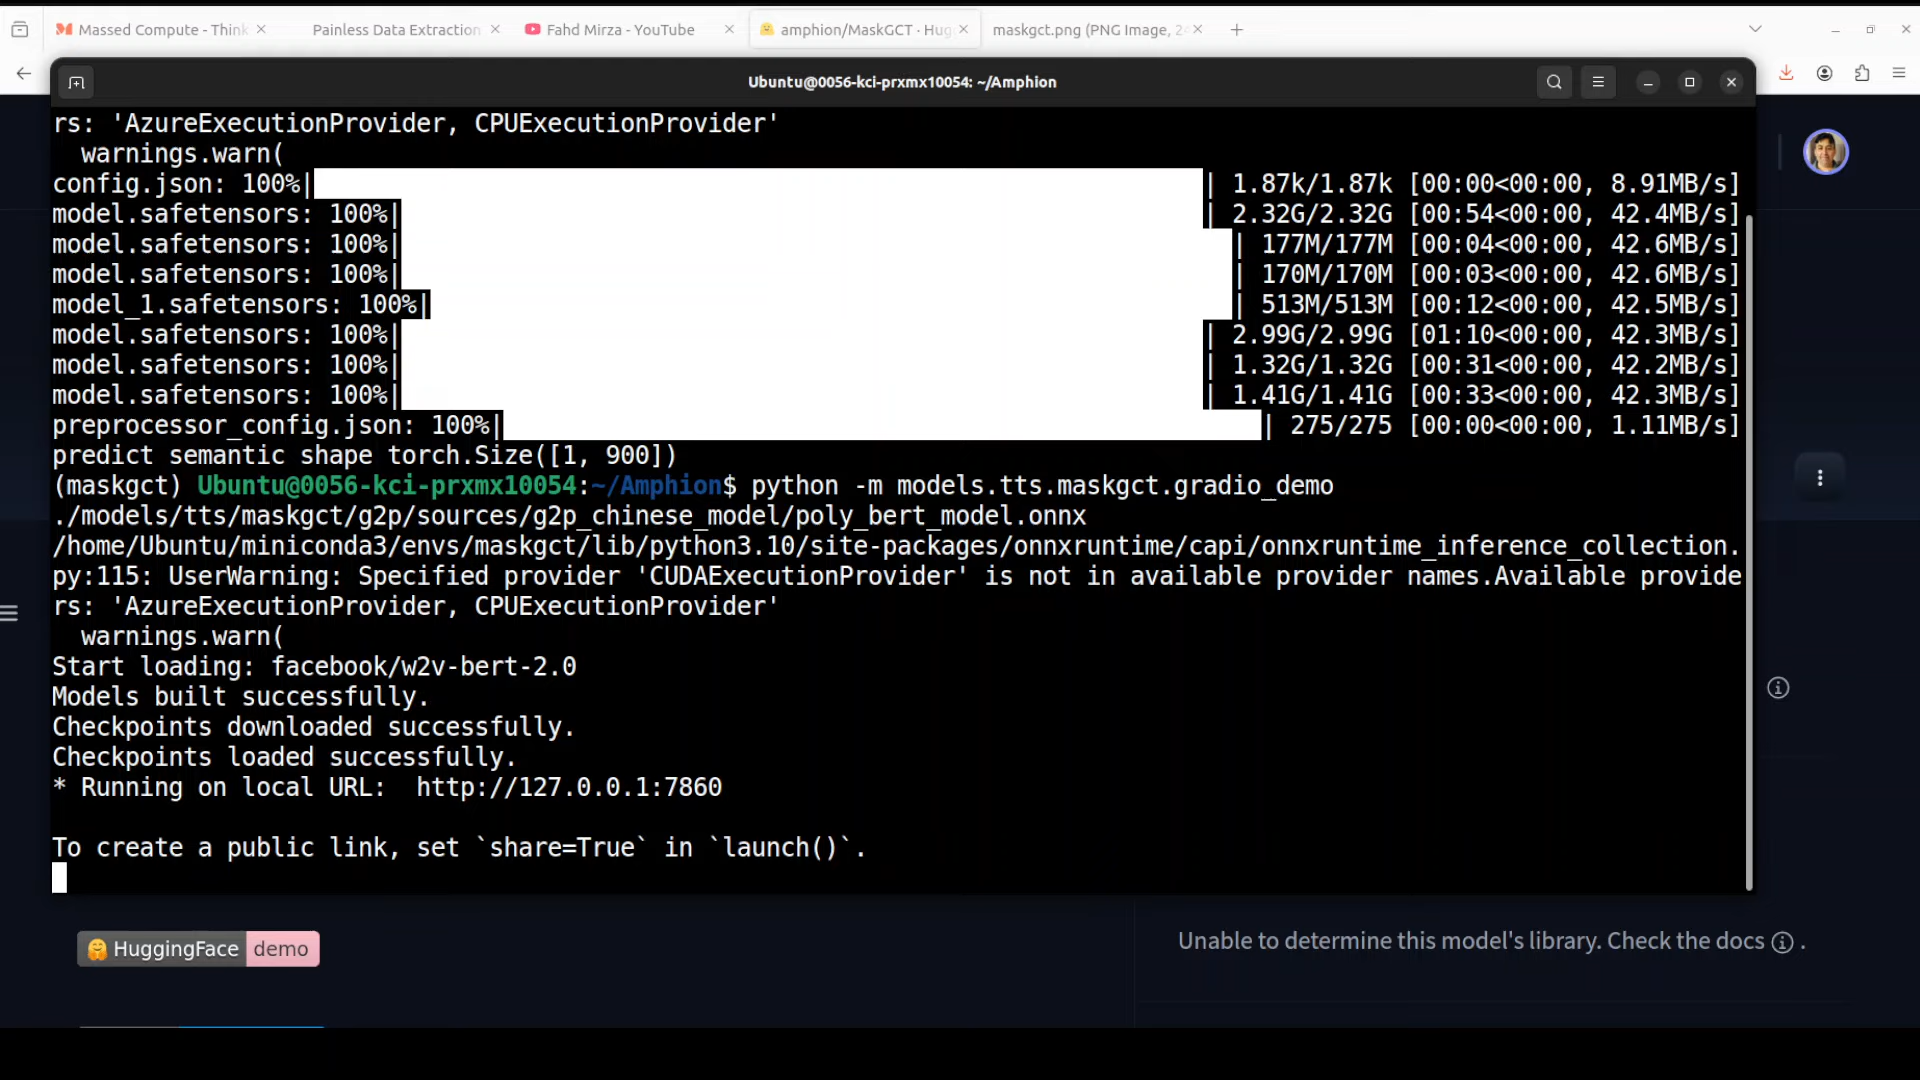 Massed Compute - Think
Painless Data Extraction
Fahd Mirza - YouTube
amphion/MaskGCT · Hug
maskgct.png (PNG Image, 2
Ubuntu@0056-kci-prxmx10054: ~/Amphion
rs: 'AzureExecutionProvider, CPUExecutionProvider'
warnings.warn(
config.json: 100%| | 1.87k/1.87k [00:00<00:00, 8.91MB/s]
model.safetensors: 100%| | 2.32G/2.32G [00:54<00:00, 42.4MB/s]
model.safetensors: 100%| | 177M/177M [00:04<00:00, 42.6MB/s]
model.safetensors: 100%| | 170M/170M [00:03<00:00, 42.6MB/s]
model_1.safetensors: 100%| | 513M/513M [00:12<00:00, 42.5MB/s]
model.safetensors: 100%| | 2.99G/2.99G [01:10<00:00, 42.3MB/s]
model.safetensors: 100%| | 1.32G/1.32G [00:31<00:00, 42.2MB/s]
model.safetensors: 100%| | 1.41G/1.41G [00:33<00:00, 42.3MB/s]
preprocessor_config.json: 100%| | 275/275 [00:00<00:00, 1.11MB/s]
predict semantic shape torch.Size([1, 900])
(maskgct) Ubuntu@0056-kci-prxmx10054:~/Amphion$ python -m models.tts.maskgct.gradio_demo
./models/tts/maskgct/g2p/sources/g2p_chinese_model/poly_bert_model.onnx
/home/Ubuntu/miniconda3/envs/maskgct/lib/python3.10/site-packages/onnxruntime/capi/onnxruntime_inference_collection.
py:115: UserWarning: Specified provider 'CUDAExecutionProvider' is not in available provider names.Available provide
rs: 'AzureExecutionProvider, CPUExecutionProvider'
warnings.warn(
Start loading: facebook/w2v-bert-2.0
Models built successfully.
Checkpoints downloaded successfully.
Checkpoints loaded successfully.
* Running on local URL:  http://127.0.0.1:7860
To create a public link, set `share=True` in `launch()`.
HuggingFace demo
Unable to determine this model's library. Check the docs .